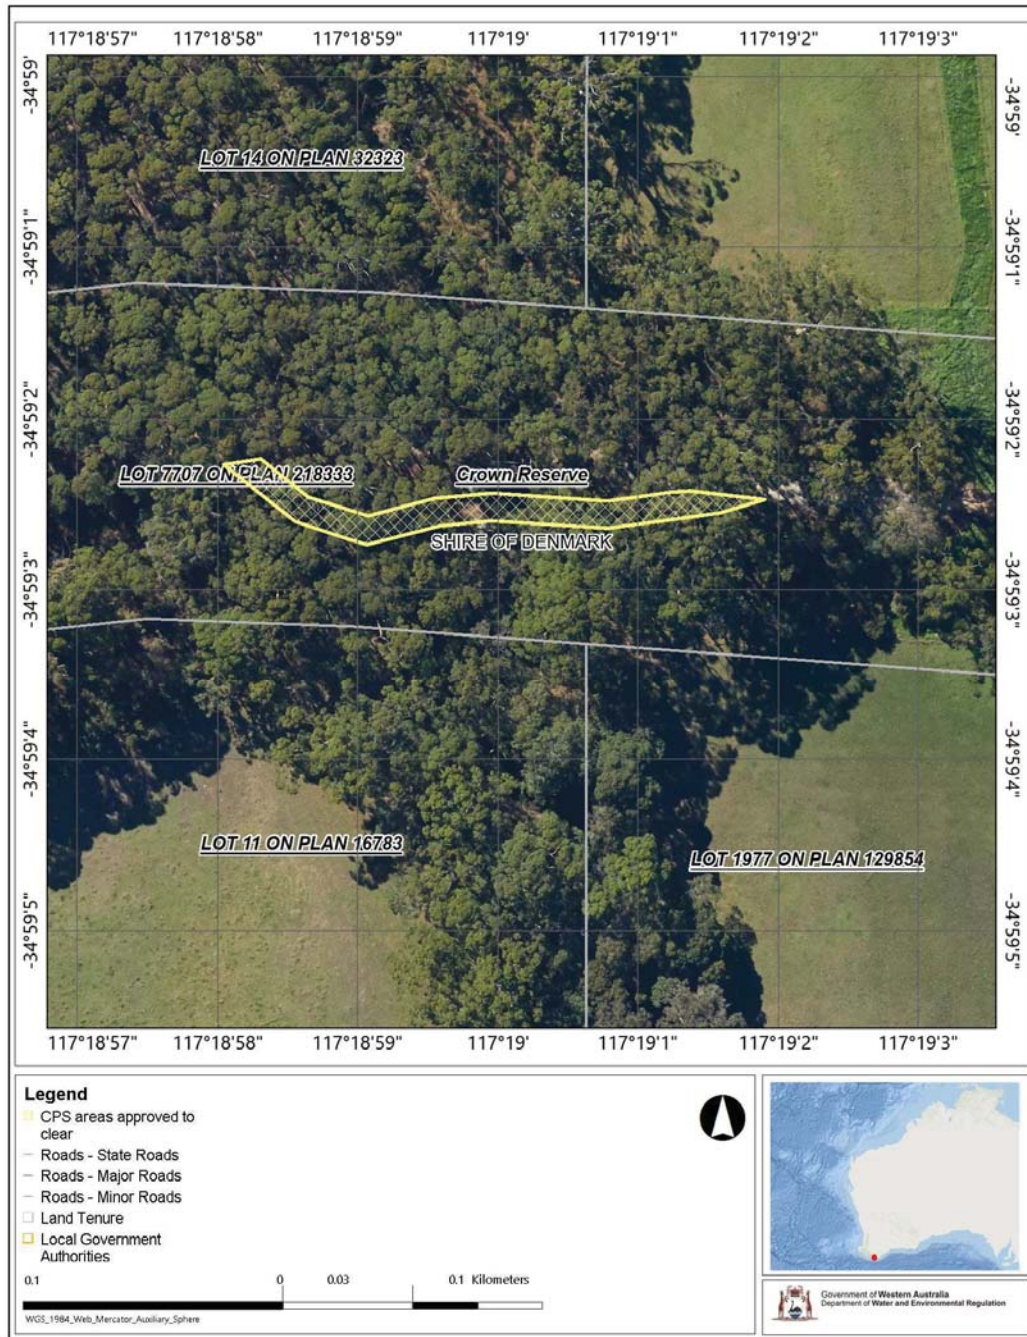 117°18'57" 117°18'58" 117°18'59" 117°19' 117°19'1" 117°19'2" 117°19'3"
-34°59' -34°59'
LOT 14 ON PLAN 32323
-34°59'1" -34°59'1"
-34°59'2" -34°59'2"
LOT 7707 ON PLAN 218333
Crown Reserve
SHIRE OF DENMARK
-34°59'3" -34°59'3"
-34°59'4" -34°59'4"
LOT 11 ON PLAN 16783
LOT 1977 ON PLAN 129854
-34°59'5" -34°59'5"
117°18'57" 117°18'58" 117°18'59" 117°19' 117°19'1" 117°19'2" 117°19'3"
Legend
CPS areas approved to
clear
Roads - State Roads
Roads - Major Roads
Roads - Minor Roads
Land Tenure
Local Government
Authorities
0.1 0 0.03 0.1 Kilometers
WGS_1984_Web_Mercator_Auxiliary_Sphere
Government of Western Australia
Department of Water and Environmental Regulation